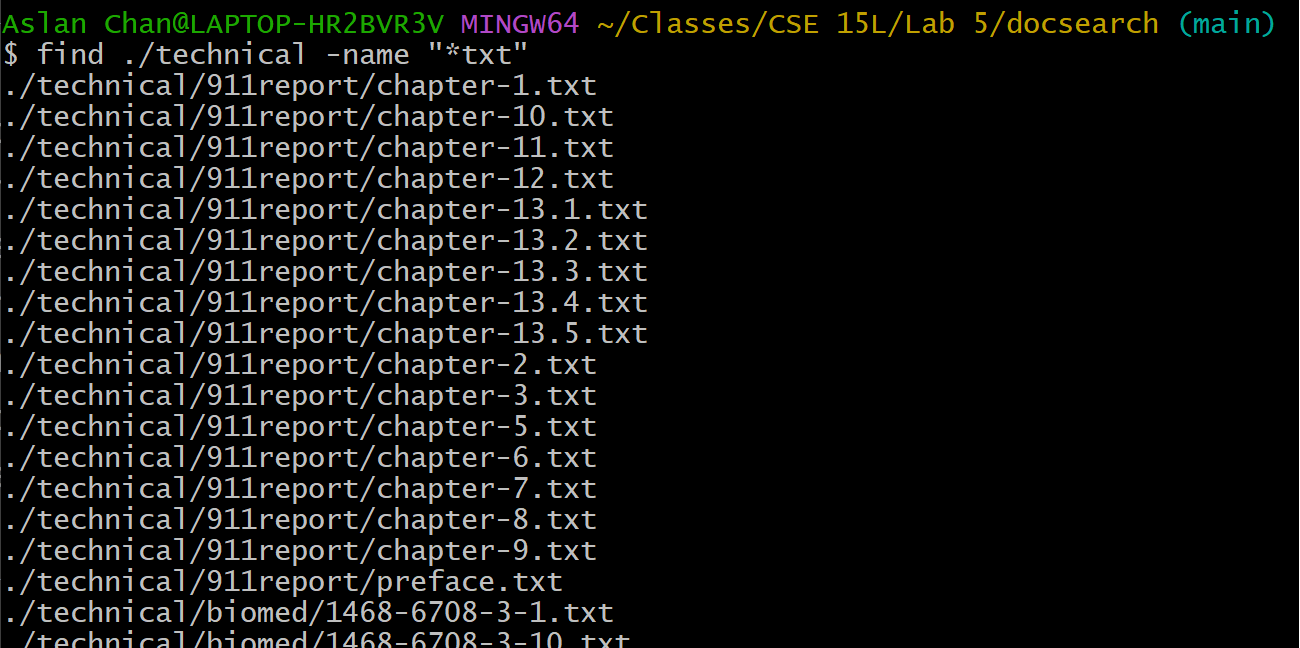 Aslan Chan@LAPTOP-HR2BVR3V MINGW64 ~/Classes/CSE 15L/Lab 5/docsearch (main)
$ find ./technical -name "*txt"
./technical/911report/chapter-1.txt
./technical/911report/chapter-10.txt
./technical/911report/chapter-11.txt
./technical/911report/chapter-12.txt
./technical/911report/chapter-13.1.txt
./technical/911report/chapter-13.2.txt
./technical/911report/chapter-13.3.txt
./technical/911report/chapter-13.4.txt
./technical/911report/chapter-13.5.txt
./technical/911report/chapter-2.txt
./technical/911report/chapter-3.txt
./technical/911report/chapter-5.txt
./technical/911report/chapter-6.txt
./technical/911report/chapter-7.txt
./technical/911report/chapter-8.txt
./technical/911report/chapter-9.txt
./technical/911report/preface.txt
./technical/biomed/1468-6708-3-1.txt
./technical/biomed/1468-6708-3-10.txt